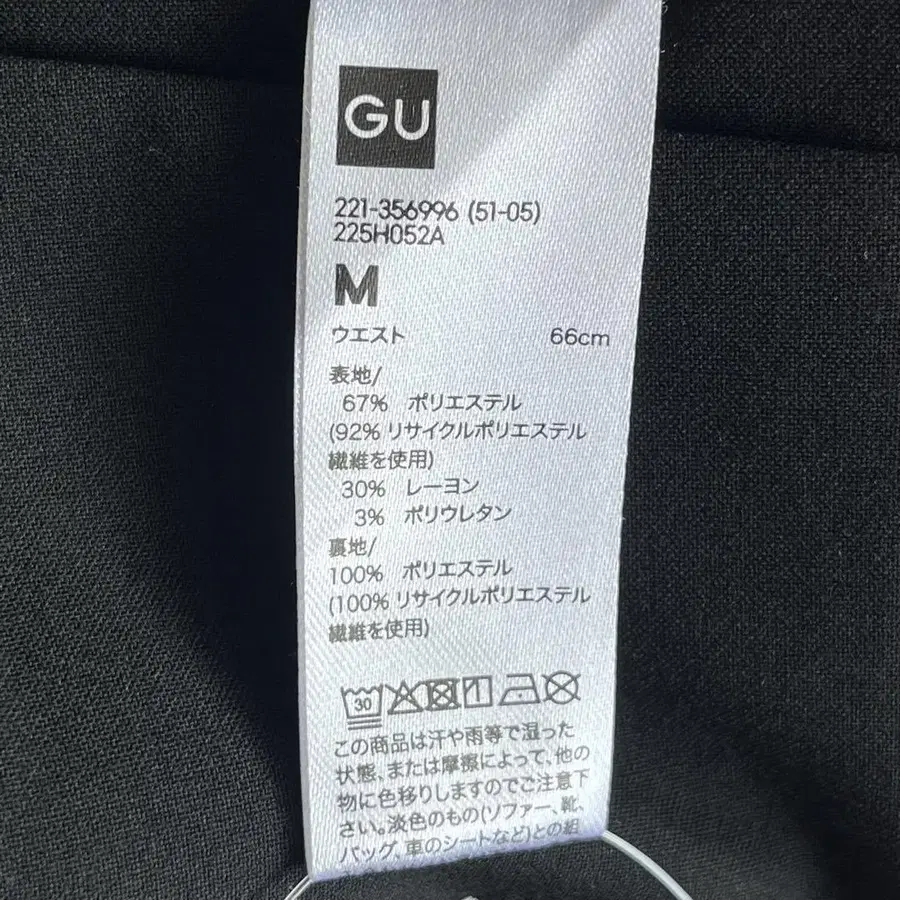 GU
221-356996 (51-05)
225H052A
M
ウエスト 66cm
表地/
67% ポリエステル
(92% リサイクルポリエステル
繊維を使用)
30% レーヨン
3% ポリウレタン
裏地/
100% ポリエステル
(100% リサイクルポリエステル
繊維を使用)
30
この商品は汗や雨等で湿った
状態、または摩擦によって、他の
物に色移りしますのでご注意下
さい。淡色のもの(ソファー、靴、
バッグ、車のシートなど)との組